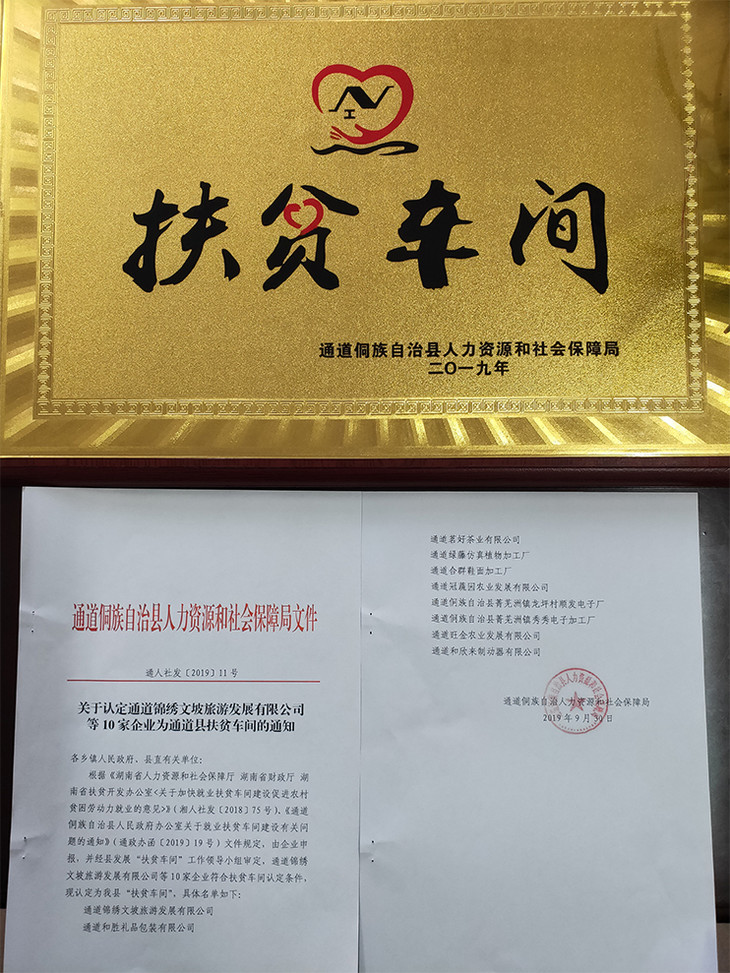 扶贫车间
通道侗族自治县人力资源和社会保障局
二〇一九年
通道侗族自治县人力资源和社会保障局文件
通人社发〔2019〕11号
关于认定通道锦绣文坡旅游发展有限公司
等10家企业为通道县扶贫车间的通知
各乡镇人民政府、县直有关单位:
根据《湖南省人力资源和社会保障厅 湖南省财政厅 湖
南省扶贫开发办公室<关于加快就业扶贫车间建设促进农村
贫困劳动力就业的意见>》(湘人社发〔2018〕75号)、《通道
侗族自治县人民政府办公室关于就业扶贫车间建设有关问
题的通知》(通政办函〔2019〕19号)文件规定，由企业申
报，并经县发展“扶贫车间”工作领导小组审定，通道锦绣
文坡旅游发展有限公司等10家企业符合扶贫车间认定条件，
现认定为我县“扶贫车间”，具体名单如下:
通道锦绣文坡旅游发展有限公司
通道和胜礼品包装有限公司
通道茗好茶业有限公司
通道绿藤仿真植物加工厂
通道合群鞋面加工厂
通道冠蔬园农业发展有限公司
通道侗族自治县菁芜洲镇龙坪村顺发电子厂
通道侗族自治县菁芜洲镇秀秀电子加工厂
通道旺金农业发展有限公司
通道和欣来制动器有限公司
通道侗族自治县人力资源和社会保障局
2019年9月30日